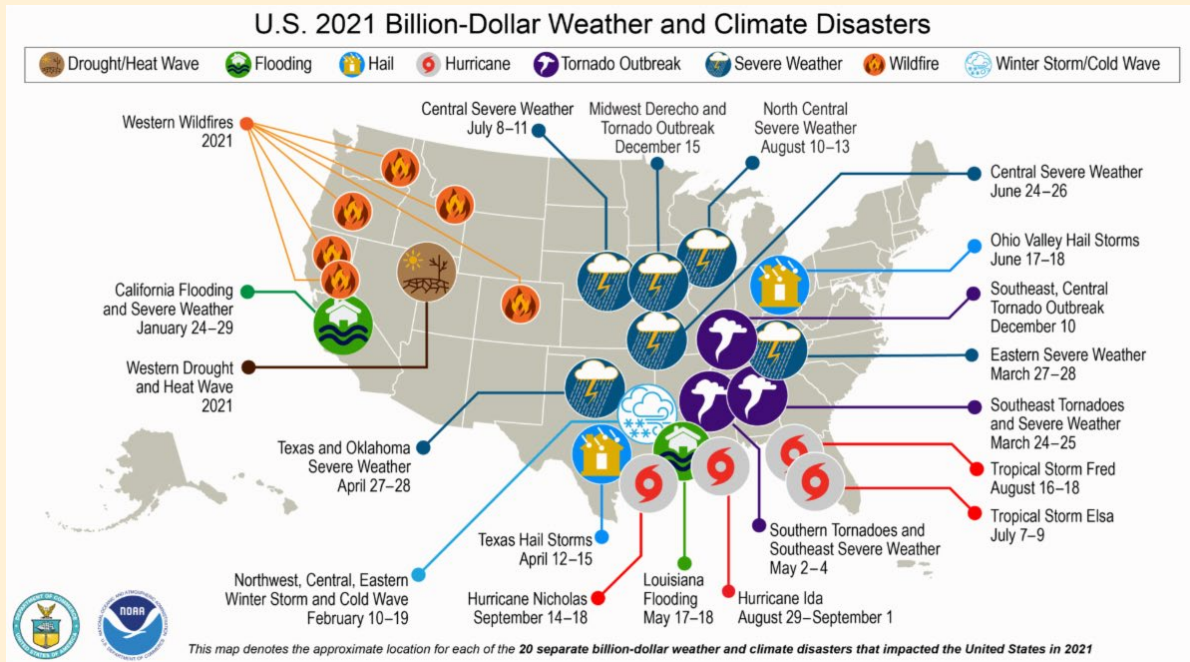 U.S. 2021 Billion-Dollar Weather and Climate Disasters
Drought/Heat Wave Flooding Hail Hurricane Tornado Outbreak Severe Weather Wildfire Winter Storm/Cold Wave
Western Wildfires
2021
Central Severe Weather
July 8–11
Midwest Derecho and
Tornado Outbreak
December 15
North Central
Severe Weather
August 10–13
Central Severe Weather
June 24–26
Ohio Valley Hail Storms
June 17–18
California Flooding
and Severe Weather
January 24–29
Southeast, Central
Tornado Outbreak
December 10
Western Drought
and Heat Wave
2021
Eastern Severe Weather
March 27–28
Southeast Tornadoes
and Severe Weather
March 24–25
Texas and Oklahoma
Severe Weather
April 27–28
Tropical Storm Fred
August 16–18
Tropical Storm Elsa
July 7–9
Texas Hail Storms
April 12–15
Southern Tornadoes and
Southeast Severe Weather
May 2–4
Northwest, Central, Eastern
Winter Storm and Cold Wave
February 10–19
Hurricane Nicholas
September 14–18
Louisiana
Flooding
May 17–18
Hurricane Ida
August 29–September 1
NOAA
This map denotes the approximate location for each of the 20 separate billion-dollar weather and climate disasters that impacted the United States in 2021